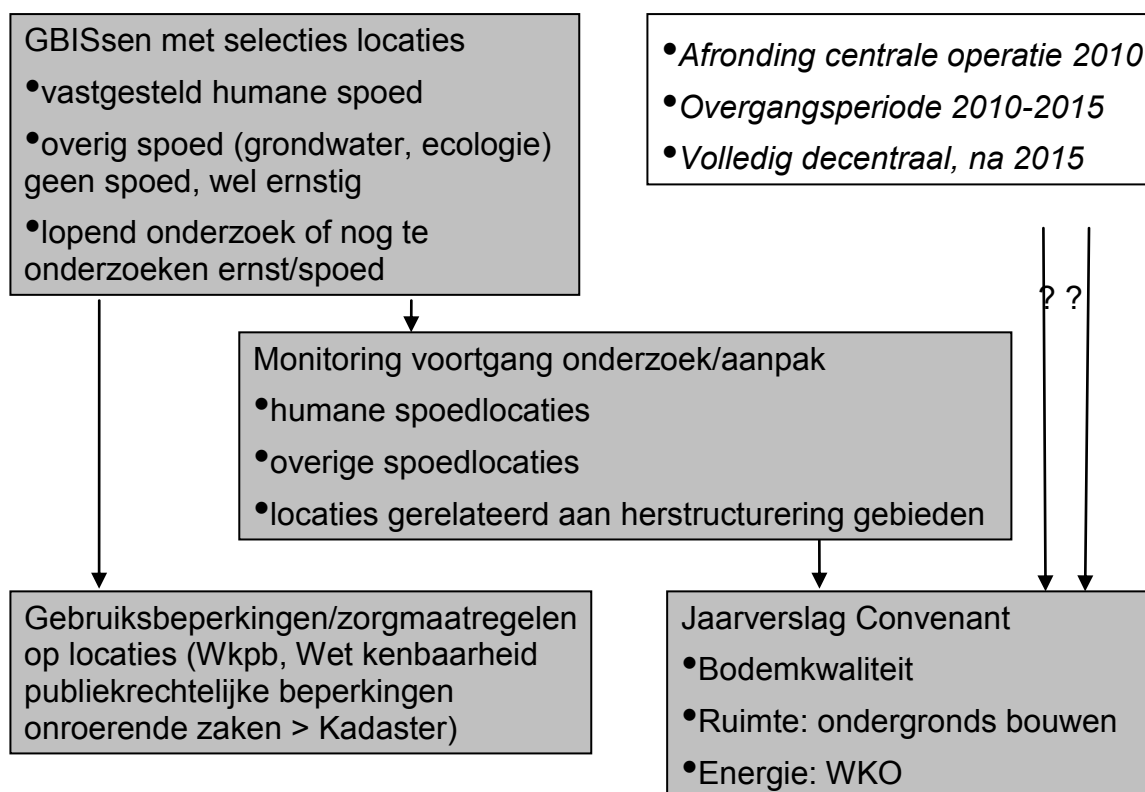 GBISsen met selecties locaties
•vastgesteld humane spoed
•overig spoed (grondwater, ecologie)
geen spoed, wel ernstig
•lopend onderzoek of nog te
onderzoeken ernst/spoed
•Afronding centrale operatie 2010
•Overgangsperiode 2010-2015
•Volledig decentraal, na 2015
? ?
Monitoring voortgang onderzoek/aanpak
•humane spoedlocaties
•overige spoedlocaties
•locaties gerelateerd aan herstructurering gebieden
Gebruiksbeperkingen/zorgmaatregelen
op locaties (Wkpb, Wet kenbaarheid
publiekrechtelijke beperkingen
onroerende zaken > Kadaster)
Jaarverslag Convenant
•Bodemkwaliteit
•Ruimte: ondergronds bouwen
•Energie: WKO